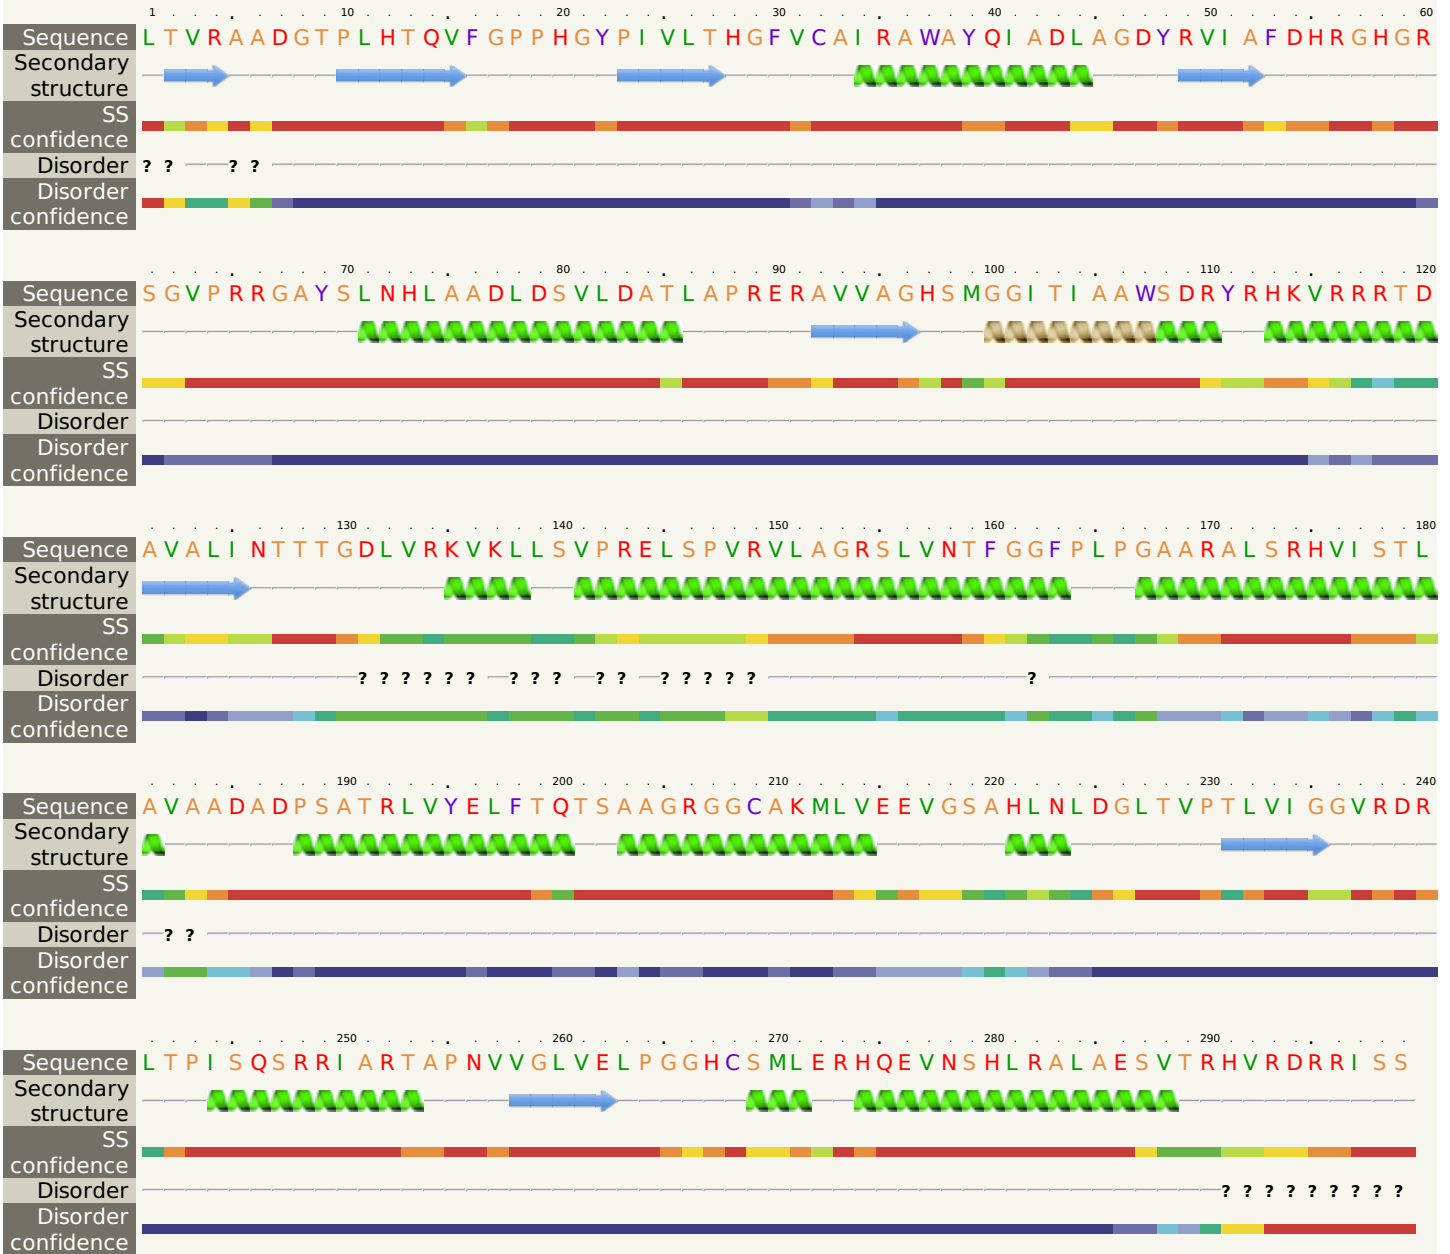 1 10 20 30 40 50 60
Sequence L T V R A A D G T P L H T Q V F G P P H G Y P I V L T H G F V C A I R A W A Y Q I A D L A G D Y R V I A F D H R G H G R
Secondary
structure
SS
confidence
Disorder ? ? ? ?
Disorder
confidence
70 80 90 100 110 120
Sequence S G V P R R G A Y S L N H L A A D L D S V L D A T L A P R E R A V V A G H S M G G I T I A A W S D R Y R H K V R R R T D
Secondary
structure
SS
confidence
Disorder
Disorder
confidence
130 140 150 160 170 180
Sequence A V A L I N T T T G D L V R K V K L L S V P R E L S P V R V L A G R S L V N T F G G F P L P G A A R A L S R H V I S T L
Secondary
structure
SS
confidence
Disorder ? ? ? ? ? ? ? ? ? ? ? ? ? ? ? ? ?
Disorder
confidence
190 200 210 220 230 240
Sequence A V A A D A D P S A T R L V Y E L F T Q T S A A G R G G C A K M L V E E V G S A H L N L D G L T V P T L V I G G V R D R
Secondary
structure
SS
confidence
Disorder ? ?
Disorder
confidence
250 260 270 280 290
Sequence L T P I S Q S R R I A R T A P N V V G L V E L P G G H C S M L E R H Q E V N S H L R A L A E S V T R H V R D R R I S S
Secondary
structure
SS
confidence
Disorder ? ? ? ? ? ? ? ? ?
Disorder
confidence